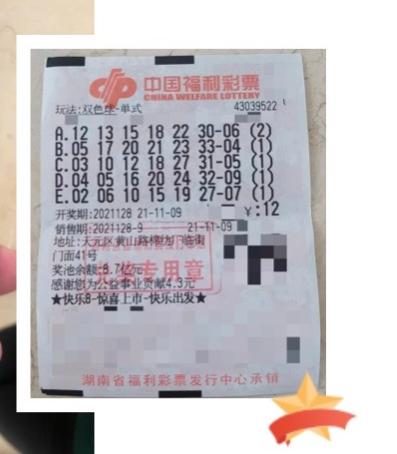 中国福利彩票
CHINA WELFARE LOTTERY
玩法:双色球-单式 43039522
A.12 13 15 18 22 30-06 (2)
B.05 17 20 21 23 33-04 (1)
C.03 10 12 18 27 31-05 (1)
D.04 05 16 20 24 32-09 (1)
E.02 06 10 15 19 27-07 (1)
开奖期:2021128 21-11-09 ¥:12
销售期:2021128-9 21-11-09
地址:天元区黄山路 临街
门面41号
奖池余额:8.7亿元
专用章
感谢您为公益事业贡献4.3元
★快乐8-惊喜上市-快乐出发★
湖南省福利彩票发行中心承销